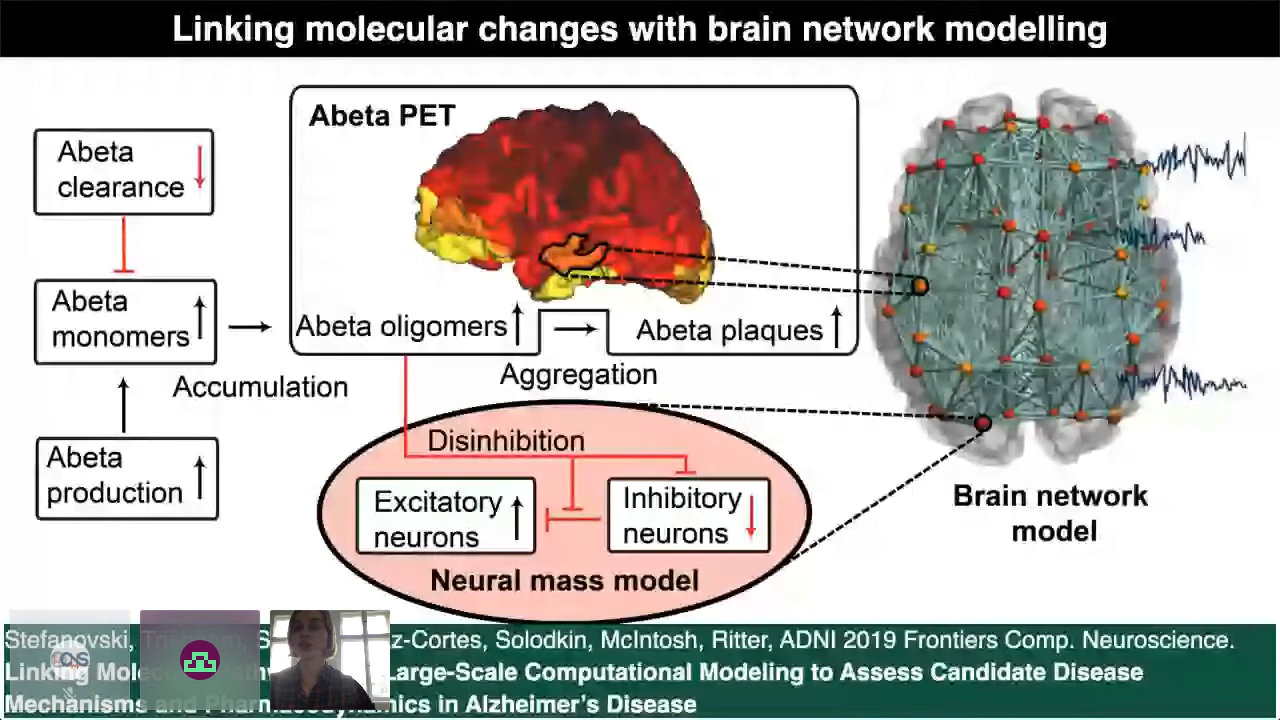 Linking molecular changes with brain network modelling
Abeta PET
Abeta
clearance
Abeta
monomers
Accumulation
Abeta
production
Abeta oligomers
Abeta plaques
Aggregation
Disinhibition
Excitatory
neurons
Inhibitory
neurons
Neural mass model
Brain network
model
Stefanovski, z-Cortes, Solodkin, McIntosh, Ritter, ADNI 2019 Frontiers Comp. Neuroscience.
Linking Large-Scale Computational Modeling to Assess Candidate Disease
Mechanisms and in Alzheimer's Disease